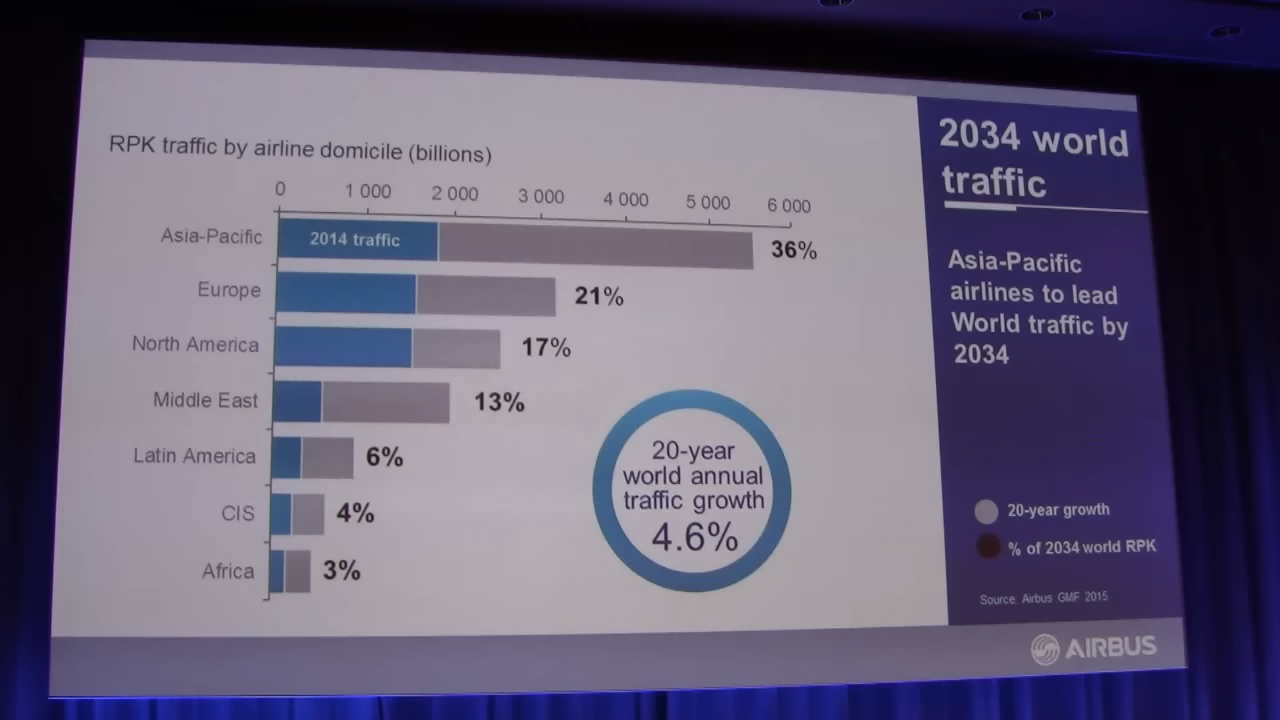 RPK traffic by airline domicile (billions)
0 1 000 2 000 3 000 4 000 5 000 6 000
Asia-Pacific 2014 traffic 36%
Europe 21%
North America 17%
Middle East 13%
Latin America 6%
CIS 4%
Africa 3%
20-year
world annual
traffic growth
4.6%
2034 world
traffic
Asia-Pacific
airlines to lead
World traffic by
2034
20-year growth
% of 2034 world RPK
Source: Airbus GMF 2015
AIRBUS